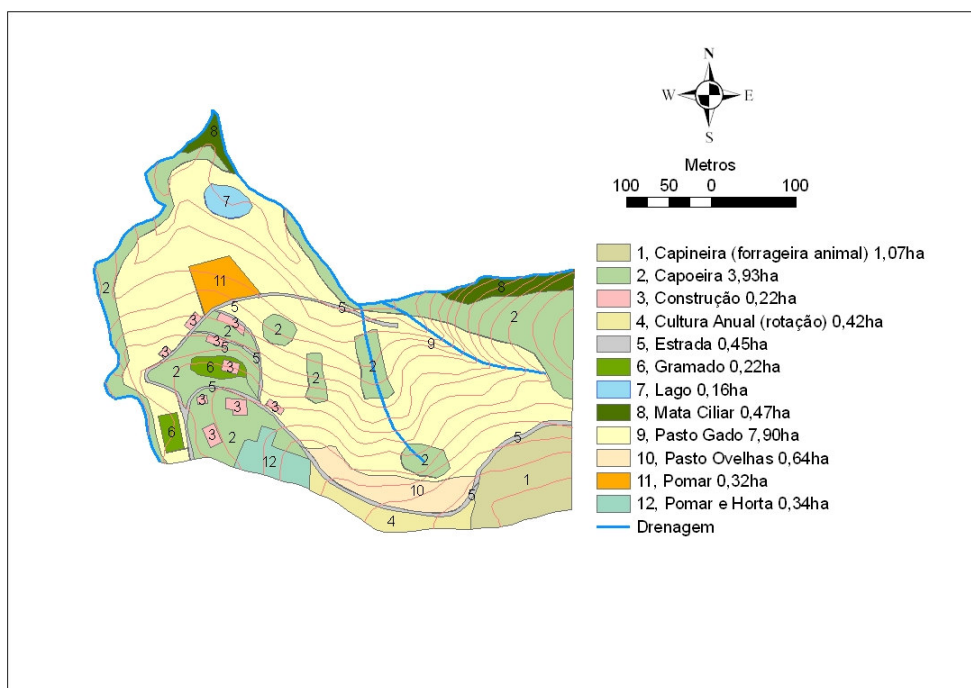 N
W E
S
Metros
100 50 0 100
8
7
2
11
8
5
5
2
3
3
2
9
3
5
3
2
6
3
2
2
5
3
3
3
5
6
3
2
2
12
10
5
1
4
1, Capineira (forrageira animal) 1,07ha
2, Capoeira 3,93ha
3, Construção 0,22ha
4, Cultura Anual (rotação) 0,42ha
5, Estrada 0,45ha
6, Gramado 0,22ha
7, Lago 0,16ha
8, Mata Ciliar 0,47ha
9, Pasto Gado 7,90ha
10, Pasto Ovelhas 0,64ha
11, Pomar 0,32ha
12, Pomar e Horta 0,34ha
Drenagem